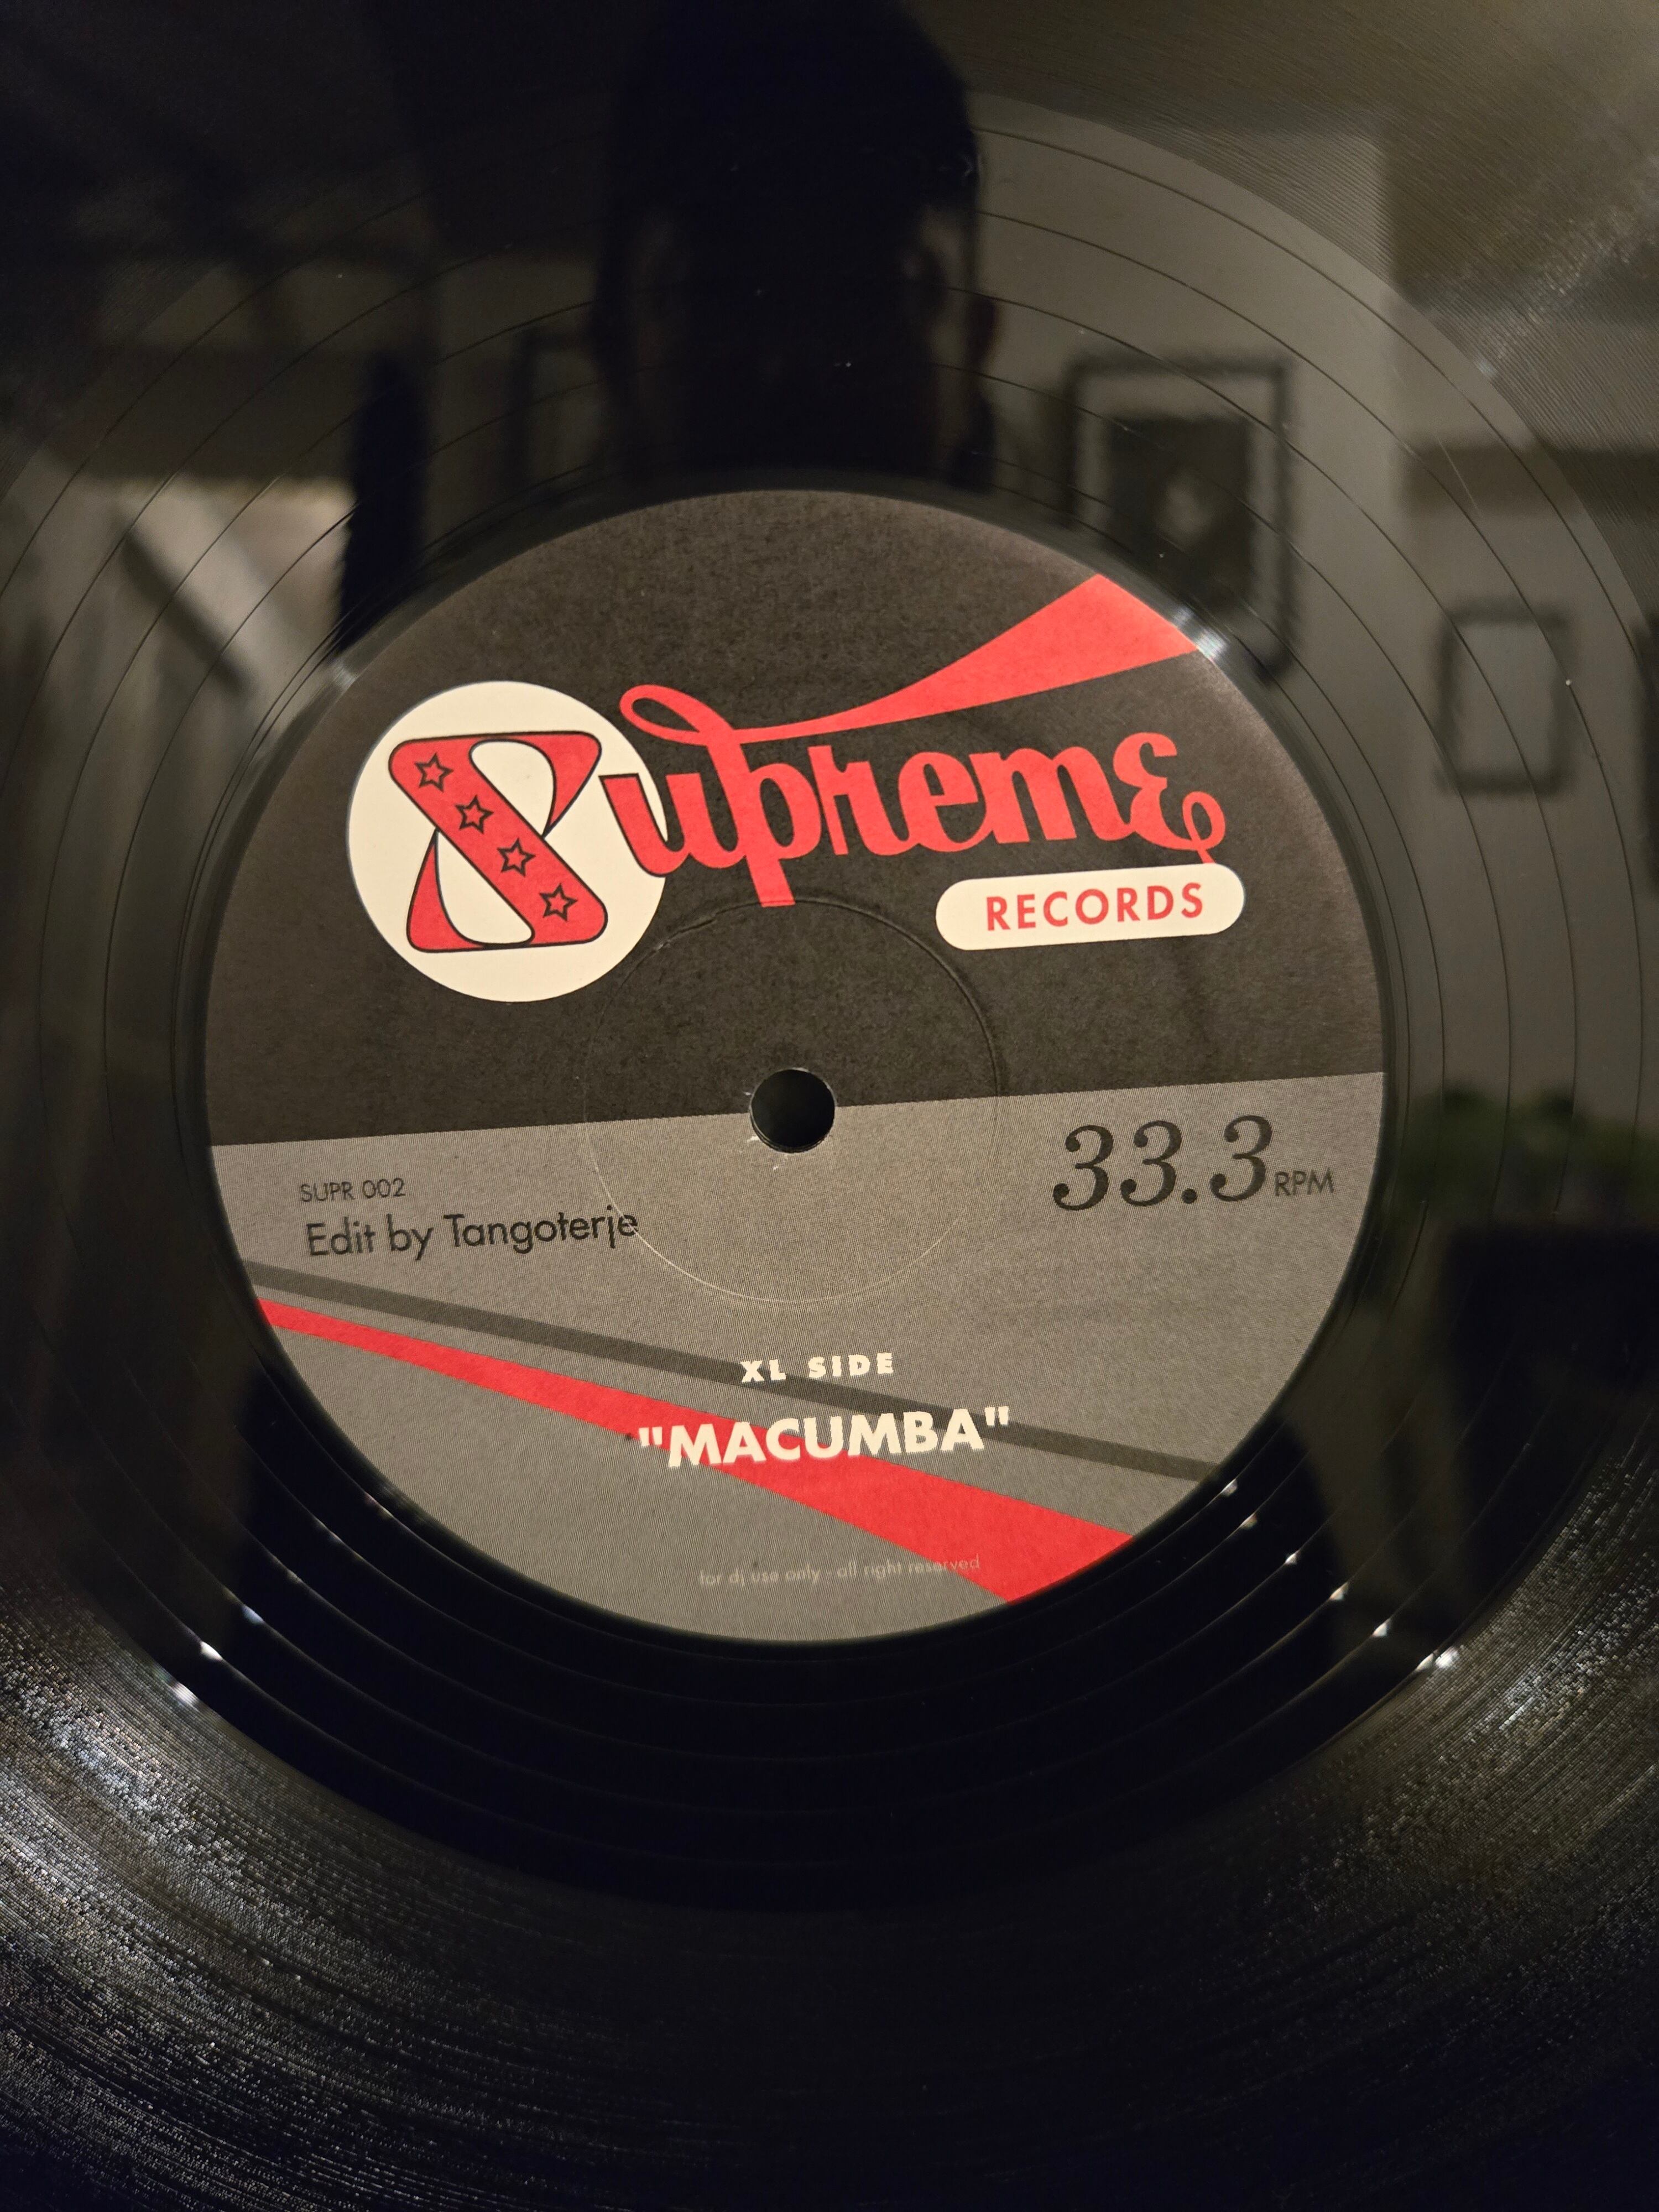 Supreme
RECORDS
33.3 RPM
SUPR 002
Edit by Tangoterje
XL SIDE
"MACUMBA"
for dj use only - all right reserved